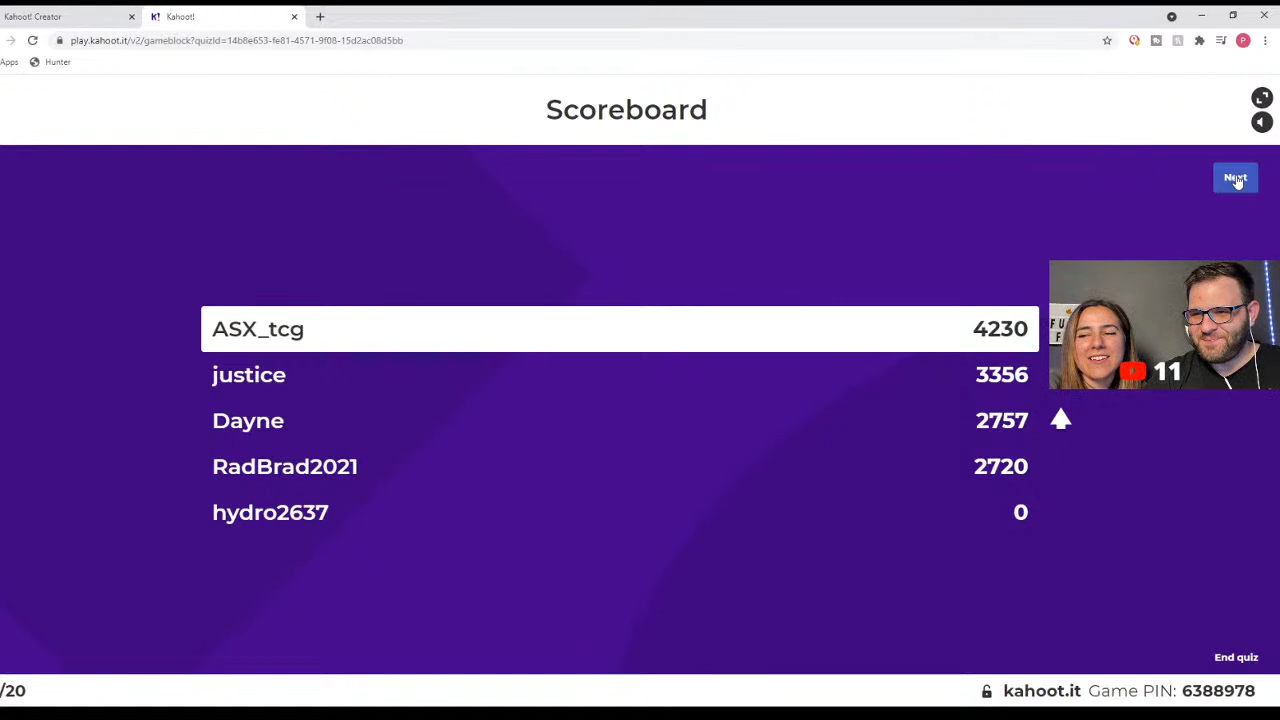 Kahoot! Creator
K! Kahoot!
play.kahoot.it/v2/gameblock?quizId=14b8e653-fe81-4571-9f08-15d2ac08d5bb
P
Apps
Hunter
Scoreboard
Next
ASX_tcg 4230
justice 3356
Dayne 2757
RadBrad2021 2720
hydro2637 0
FU
F
11
End quiz
/20
kahoot.it Game PIN: 6388978